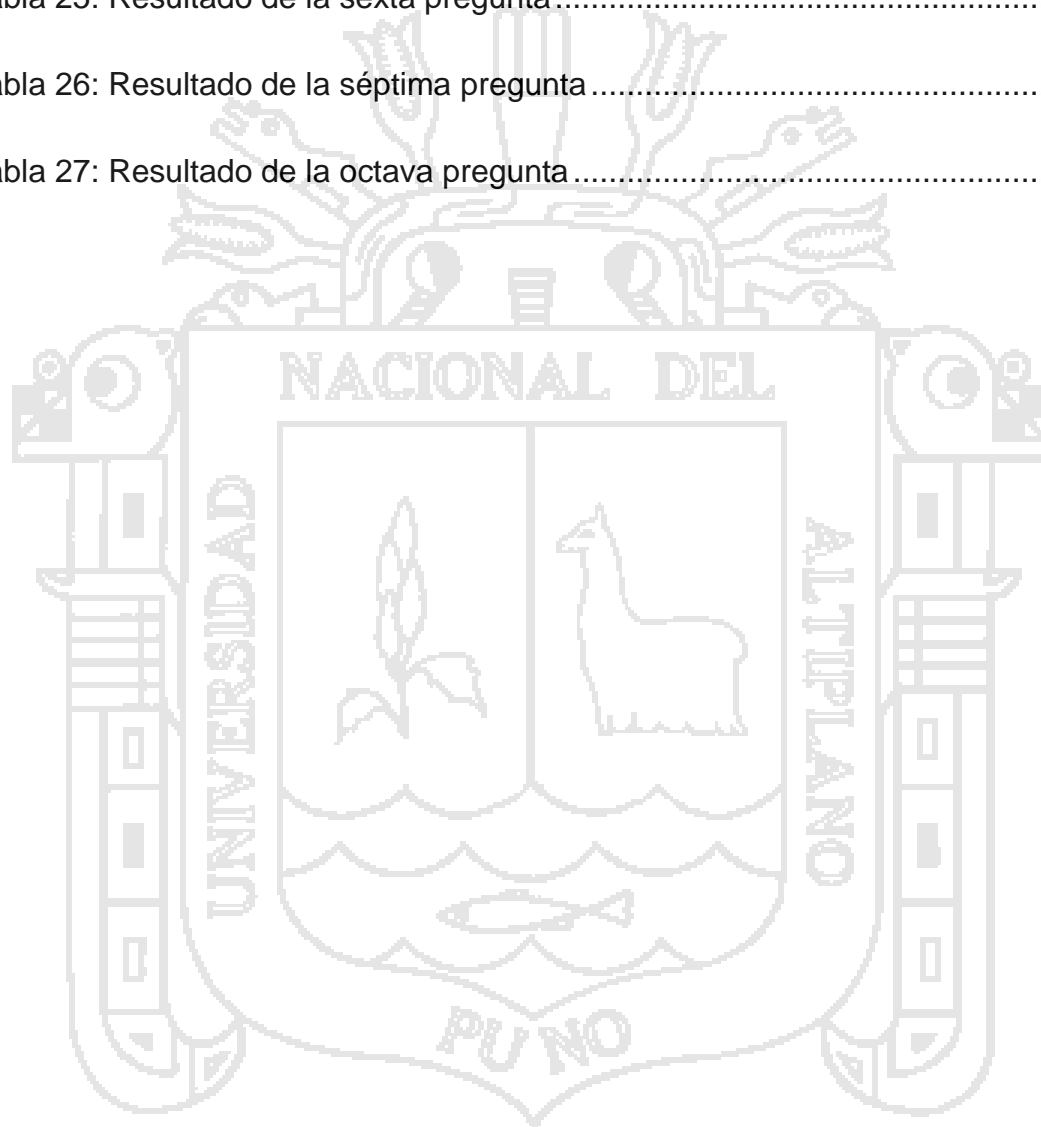 abla 25: Resultado de la sexta pregunta........................................................
abla 26: Resultado de la séptima pregunta....................................................
abla 27: Resultado de la octava pregunta......................................................
NACIONAL DEL
UNIVERSIDAD
ALTIPLANO
PUNO